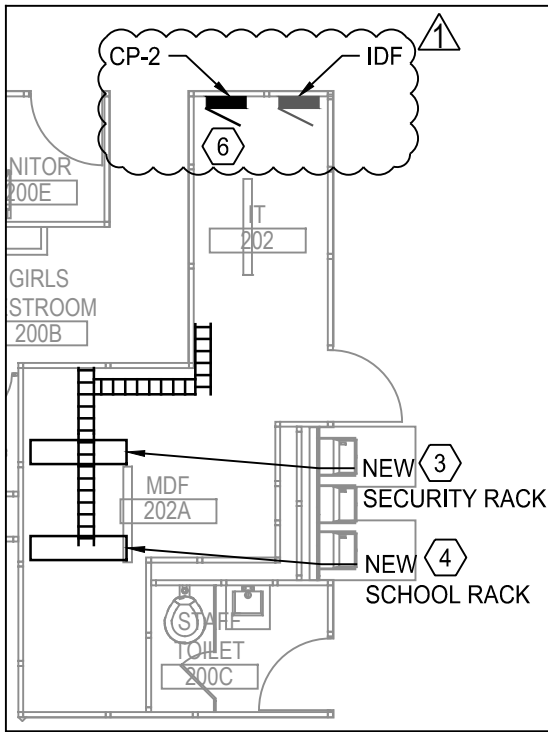 1
CP-2
IDF
6
NITOR
200E
IT
202
GIRLS
STROOM
200B
NEW 3
SECURITY RACK
MDF
202A
NEW 4
SCHOOL RACK
STAFF
TOILET
200C